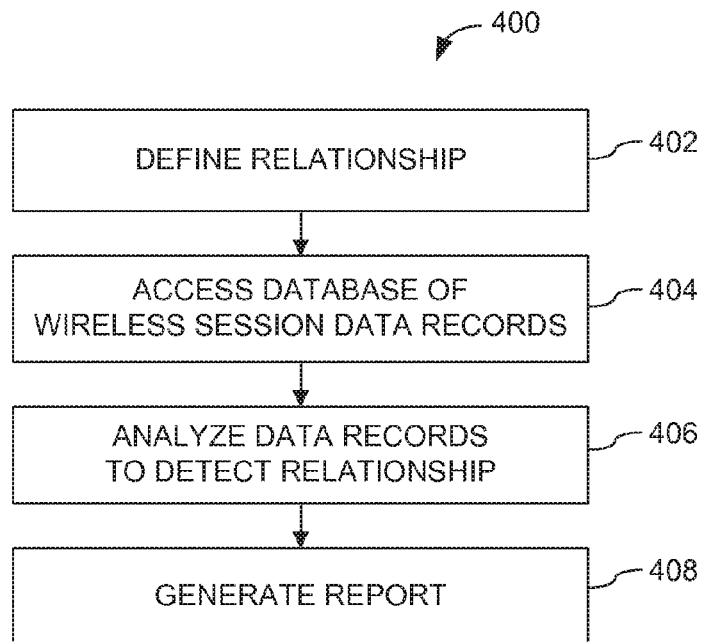 400
DEFINE RELATIONSHIP
402
ACCESS DATABASE OF
WIRELESS SESSION DATA RECORDS
404
ANALYZE DATA RECORDS
TO DETECT RELATIONSHIP
406
GENERATE REPORT
408